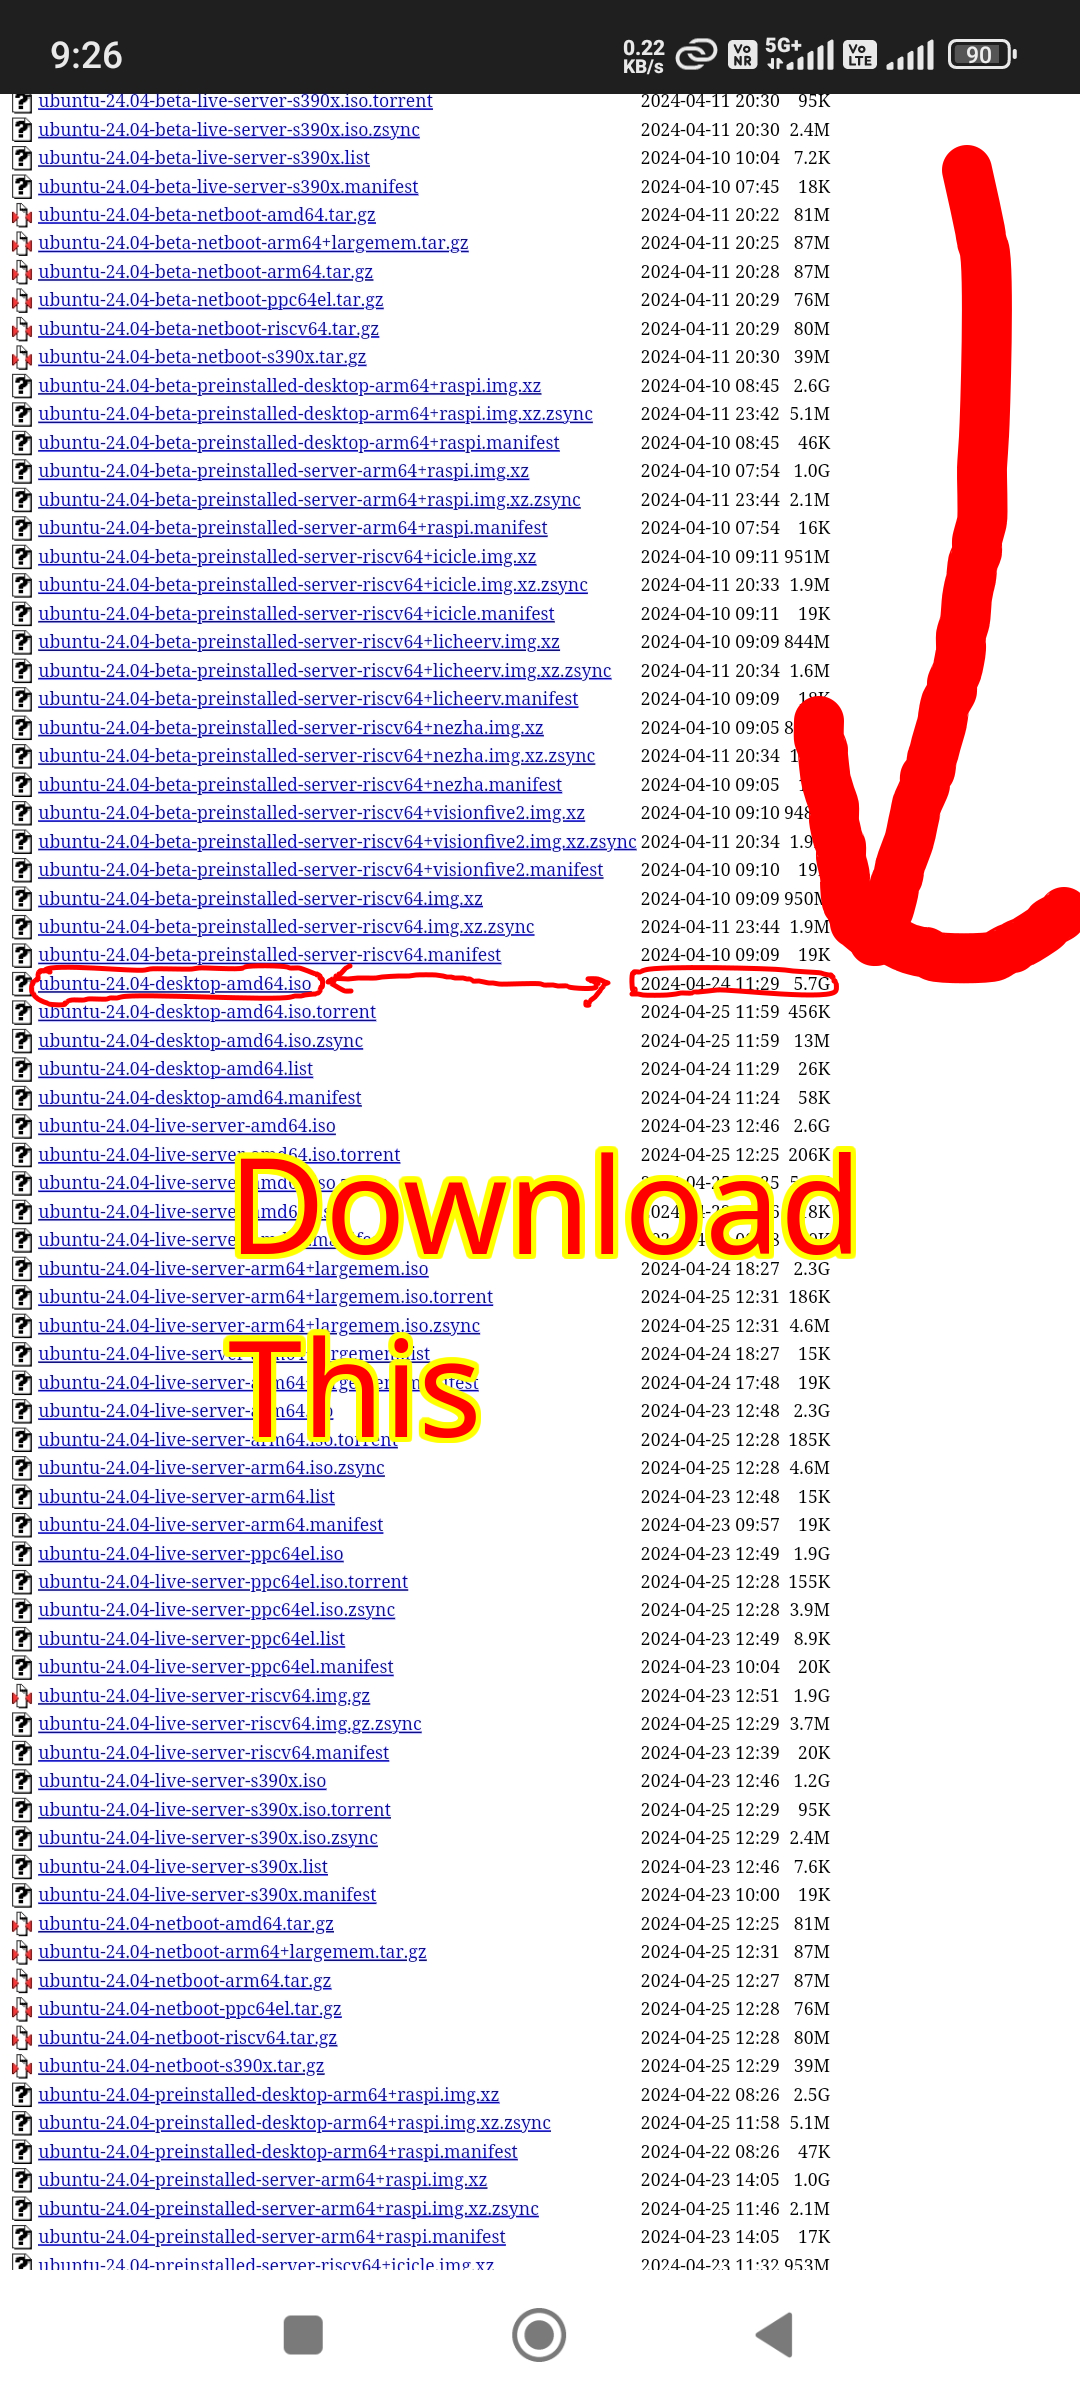 9:26
0.22 KB/s Vo NR 5G+ Vo LTE 90
ubuntu-24.04-beta-live-server-s390x.iso.torrent 2024-04-11 20:30 95K
ubuntu-24.04-beta-live-server-s390x.iso.zsync 2024-04-11 20:30 2.4M
ubuntu-24.04-beta-live-server-s390x.list 2024-04-10 10:04 7.2K
ubuntu-24.04-beta-live-server-s390x.manifest 2024-04-10 07:45 18K
ubuntu-24.04-beta-netboot-amd64.tar.gz 2024-04-11 20:22 81M
ubuntu-24.04-beta-netboot-arm64+largemem.tar.gz 2024-04-11 20:25 87M
ubuntu-24.04-beta-netboot-arm64.tar.gz 2024-04-11 20:28 87M
ubuntu-24.04-beta-netboot-ppc64el.tar.gz 2024-04-11 20:29 76M
ubuntu-24.04-beta-netboot-riscv64.tar.gz 2024-04-11 20:29 80M
ubuntu-24.04-beta-netboot-s390x.tar.gz 2024-04-11 20:30 39M
ubuntu-24.04-beta-preinstalled-desktop-arm64+raspi.img.xz 2024-04-10 08:45 2.6G
ubuntu-24.04-beta-preinstalled-desktop-arm64+raspi.img.xz.zsync 2024-04-11 23:42 5.1M
ubuntu-24.04-beta-preinstalled-desktop-arm64+raspi.manifest 2024-04-10 08:45 46K
ubuntu-24.04-beta-preinstalled-server-arm64+raspi.img.xz 2024-04-10 07:54 1.0G
ubuntu-24.04-beta-preinstalled-server-arm64+raspi.img.xz.zsync 2024-04-11 23:44 2.1M
ubuntu-24.04-beta-preinstalled-server-arm64+raspi.manifest 2024-04-10 07:54 16K
ubuntu-24.04-beta-preinstalled-server-riscv64+icicle.img.xz 2024-04-10 09:11 951M
ubuntu-24.04-beta-preinstalled-server-riscv64+icicle.img.xz.zsync 2024-04-11 20:33 1.9M
ubuntu-24.04-beta-preinstalled-server-riscv64+icicle.manifest 2024-04-10 09:11 19K
ubuntu-24.04-beta-preinstalled-server-riscv64+licheerv.img.xz 2024-04-10 09:09 844M
ubuntu-24.04-beta-preinstalled-server-riscv64+licheerv.img.xz.zsync 2024-04-11 20:34 1.6M
ubuntu-24.04-beta-preinstalled-server-riscv64+licheerv.manifest 2024-04-10 09:09
ubuntu-24.04-beta-preinstalled-server-riscv64+nezha.img.xz 2024-04-10 09:05
ubuntu-24.04-beta-preinstalled-server-riscv64+nezha.img.xz.zsync 2024-04-11 20:34
ubuntu-24.04-beta-preinstalled-server-riscv64+nezha.manifest 2024-04-10 09:05
ubuntu-24.04-beta-preinstalled-server-riscv64+visionfive2.img.xz 2024-04-10 09:10
ubuntu-24.04-beta-preinstalled-server-riscv64+visionfive2.img.xz.zsync 2024-04-11 20:34
ubuntu-24.04-beta-preinstalled-server-riscv64+visionfive2.manifest 2024-04-10 09:10
ubuntu-24.04-beta-preinstalled-server-riscv64.img.xz 2024-04-10 09:09 950M
ubuntu-24.04-beta-preinstalled-server-riscv64.img.xz.zsync 2024-04-11 23:44 1.9M
ubuntu-24.04-beta-preinstalled-server-riscv64.manifest 2024-04-10 09:09 19K
ubuntu-24.04-desktop-amd64.iso 2024-04-24 11:29 5.7G
ubuntu-24.04-desktop-amd64.iso.torrent 2024-04-25 11:59 456K
ubuntu-24.04-desktop-amd64.iso.zsync 2024-04-25 11:59 13M
ubuntu-24.04-desktop-amd64.list 2024-04-24 11:29 26K
ubuntu-24.04-desktop-amd64.manifest 2024-04-24 11:24 58K
ubuntu-24.04-live-server-amd64.iso 2024-04-23 12:46 2.6G
ubuntu-24.04-live-server-amd64.iso.torrent 2024-04-25 12:25 206K
Download
ubuntu-24.04-live-server-arm64+largemem.iso 2024-04-24 18:27 2.3G
ubuntu-24.04-live-server-arm64+largemem.iso.torrent 2024-04-25 12:31 186K
ubuntu-24.04-live-server-arm64+largemem.iso.zsync 2024-04-25 12:31 4.6M
2024-04-24 18:27 15K
2024-04-24 17:48 19K
This
2024-04-23 12:48 2.3G
ubuntu-24.04-live-server-arm64.iso.torrent 2024-04-25 12:28 185K
ubuntu-24.04-live-server-arm64.iso.zsync 2024-04-25 12:28 4.6M
ubuntu-24.04-live-server-arm64.list 2024-04-23 12:48 15K
ubuntu-24.04-live-server-arm64.manifest 2024-04-23 09:57 19K
ubuntu-24.04-live-server-ppc64el.iso 2024-04-23 12:49 1.9G
ubuntu-24.04-live-server-ppc64el.iso.torrent 2024-04-25 12:28 155K
ubuntu-24.04-live-server-ppc64el.iso.zsync 2024-04-25 12:28 3.9M
ubuntu-24.04-live-server-ppc64el.list 2024-04-23 12:49 8.9K
ubuntu-24.04-live-server-ppc64el.manifest 2024-04-23 10:04 20K
ubuntu-24.04-live-server-riscv64.img.gz 2024-04-23 12:51 1.9G
ubuntu-24.04-live-server-riscv64.img.gz.zsync 2024-04-25 12:29 3.7M
ubuntu-24.04-live-server-riscv64.manifest 2024-04-23 12:39 20K
ubuntu-24.04-live-server-s390x.iso 2024-04-23 12:46 1.2G
ubuntu-24.04-live-server-s390x.iso.torrent 2024-04-25 12:29 95K
ubuntu-24.04-live-server-s390x.iso.zsync 2024-04-25 12:29 2.4M
ubuntu-24.04-live-server-s390x.list 2024-04-23 12:46 7.6K
ubuntu-24.04-live-server-s390x.manifest 2024-04-23 10:00 19K
ubuntu-24.04-netboot-amd64.tar.gz 2024-04-25 12:25 81M
ubuntu-24.04-netboot-arm64+largemem.tar.gz 2024-04-25 12:31 87M
ubuntu-24.04-netboot-arm64.tar.gz 2024-04-25 12:27 87M
ubuntu-24.04-netboot-ppc64el.tar.gz 2024-04-25 12:28 76M
ubuntu-24.04-netboot-riscv64.tar.gz 2024-04-25 12:28 80M
ubuntu-24.04-netboot-s390x.tar.gz 2024-04-25 12:29 39M
ubuntu-24.04-preinstalled-desktop-arm64+raspi.img.xz 2024-04-22 08:26 2.5G
ubuntu-24.04-preinstalled-desktop-arm64+raspi.img.xz.zsync 2024-04-25 11:58 5.1M
ubuntu-24.04-preinstalled-desktop-arm64+raspi.manifest 2024-04-22 08:26 47K
ubuntu-24.04-preinstalled-server-arm64+raspi.img.xz 2024-04-23 14:05 1.0G
ubuntu-24.04-preinstalled-server-arm64+raspi.img.xz.zsync 2024-04-25 11:46 2.1M
ubuntu-24.04-preinstalled-server-arm64+raspi.manifest 2024-04-23 14:05 17K
ubuntu-24.04-preinstalled-server-riscv64+icicle.img.xz 2024-04-23 11:32 953M